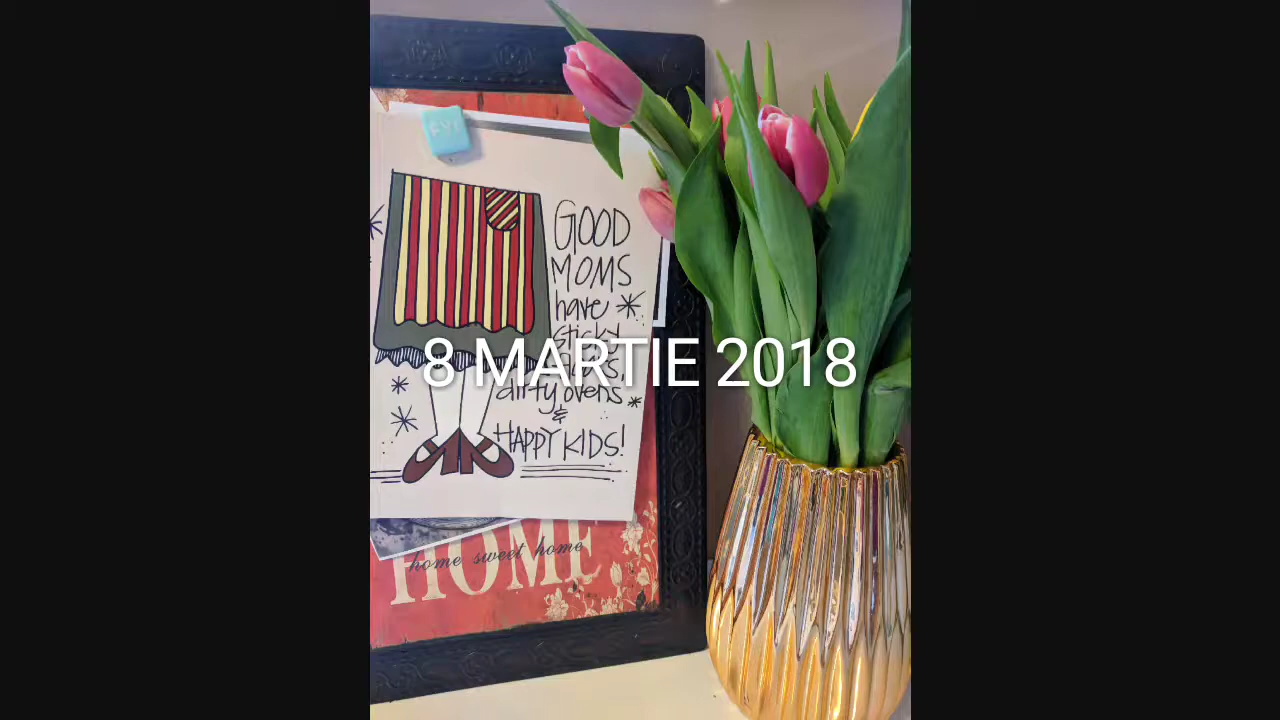 GOOD
MOMS
have
sticky
dirty ovens
&
HAPPY KIDS!
8 MARTIE 2018
HOME
home sweet home